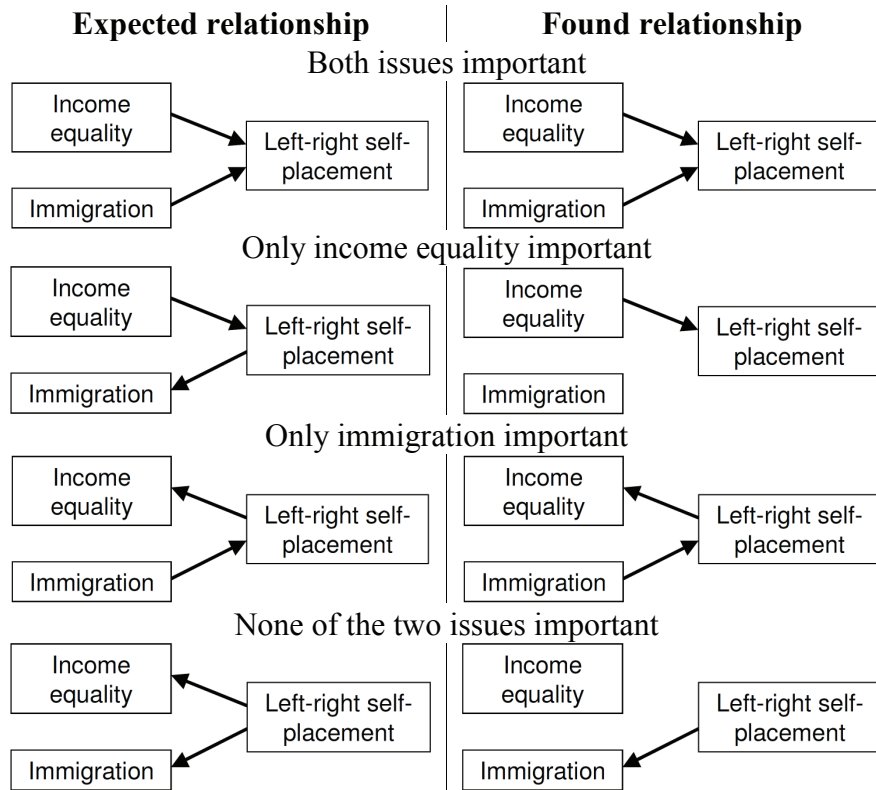 Expected relationship
Found relationship
Both issues important
Income
equality
Left-right self-
placement
Immigration
Income
equality
Left-right self-
placement
Immigration
Only income equality important
Income
equality
Left-right self-
placement
Immigration
Income
equality
Left-right self-
placement
Immigration
Only immigration important
Income
equality
Left-right self-
placement
Immigration
Income
equality
Left-right self-
placement
Immigration
None of the two issues important
Income
equality
Left-right self-
placement
Immigration
Income
equality
Left-right self-
placement
Immigration